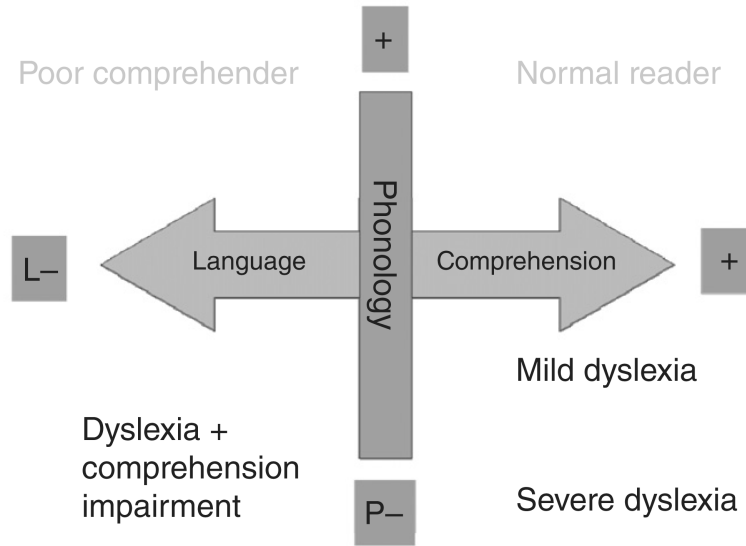 +
Poor comprehender
Normal reader
Phonology
L–
Language
Comprehension
+
Mild dyslexia
Dyslexia +
comprehension
impairment
P–
Severe dyslexia